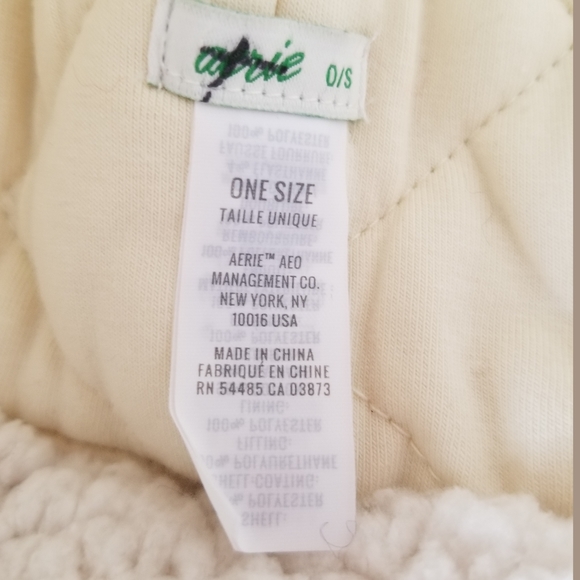 aerie O/S
ONE SIZE
TAILLE UNIQUE
AERIE™ AEO
MANAGEMENT CO.
NEW YORK, NY
10016 USA
MADE IN CHINA
FABRIQUÉ EN CHINE
RN 54485 CA 03873